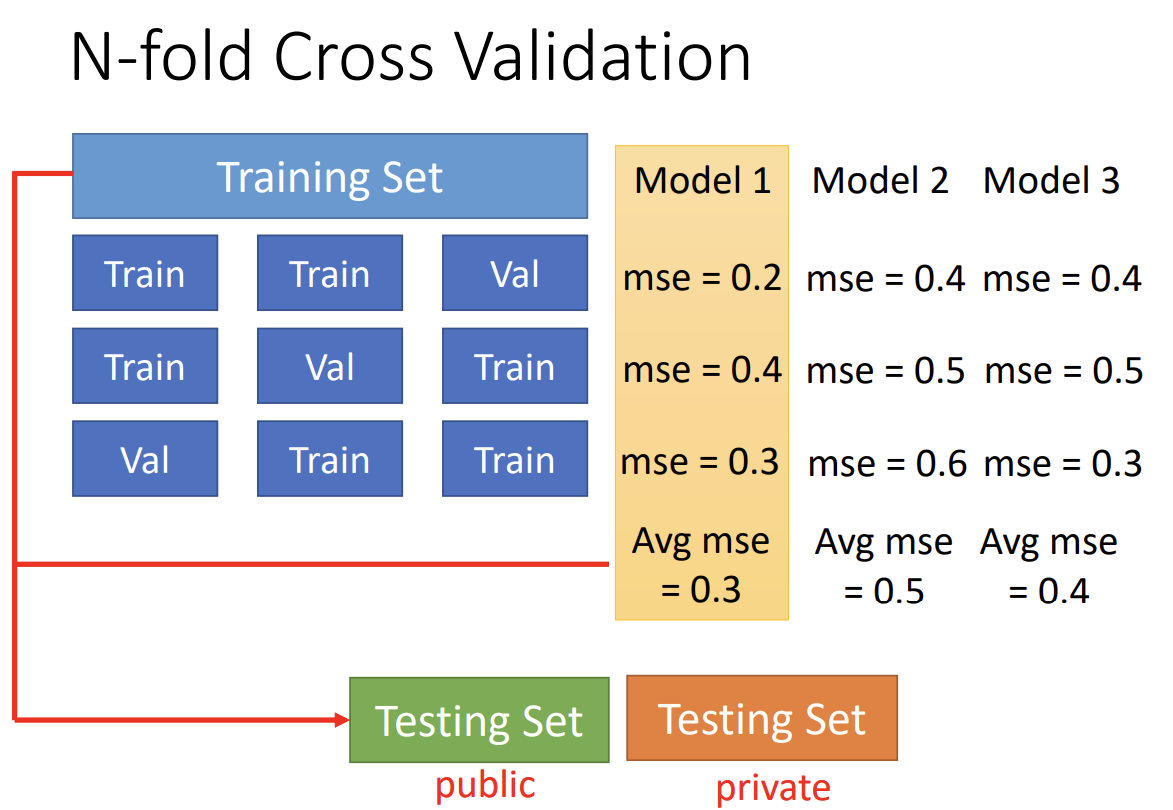 N-fold Cross Validation
Training Set
Model 1 Model 2 Model 3
Train Train Val
mse = 0.2 mse = 0.4 mse = 0.4
Train Val Train
mse = 0.4 mse = 0.5 mse = 0.5
Val Train Train
mse = 0.3 mse = 0.6 mse = 0.3
Avg mse Avg mse Avg mse
= 0.3 = 0.5 = 0.4
Testing Set Testing Set
public private